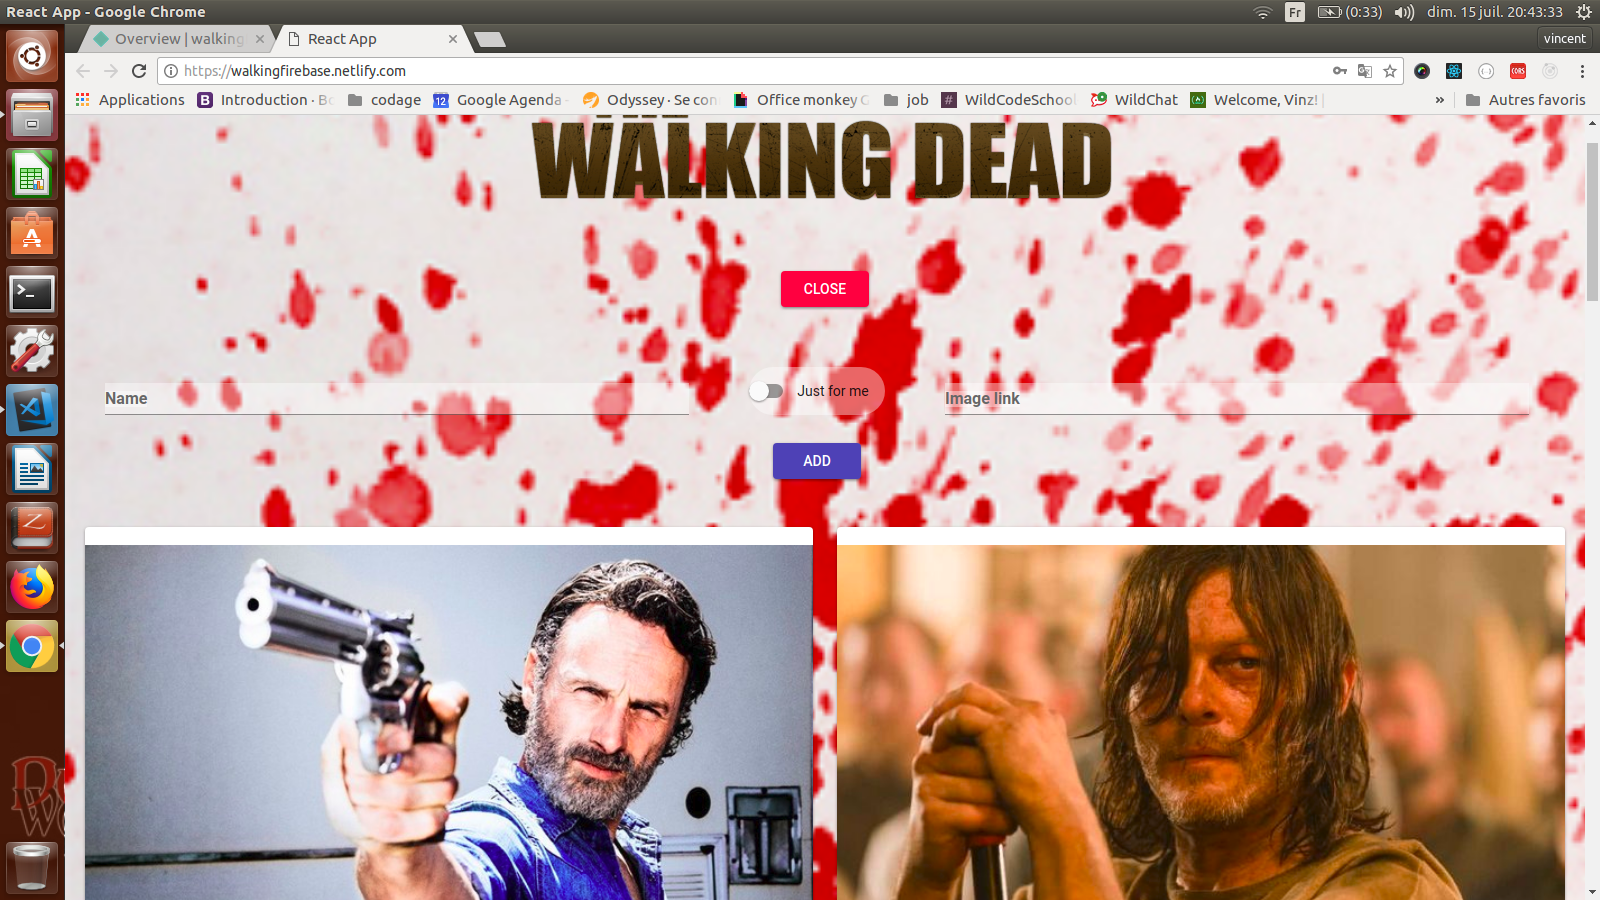 React App - Google Chrome
Fr (0:33) dim. 15 juil. 20:43:33
Overview | walking
React App
vincent
https://walkingfirebase.netlify.com
Applications
B Introduction · Bo
codage
12 Google Agenda
Odyssey · Se con
Office monkey
job
# WildCodeSchool
WildChat
Welcome, Vinz! |
»
Autres favoris
WALKING DEAD
CLOSE
Name
Just for me
Image link
ADD